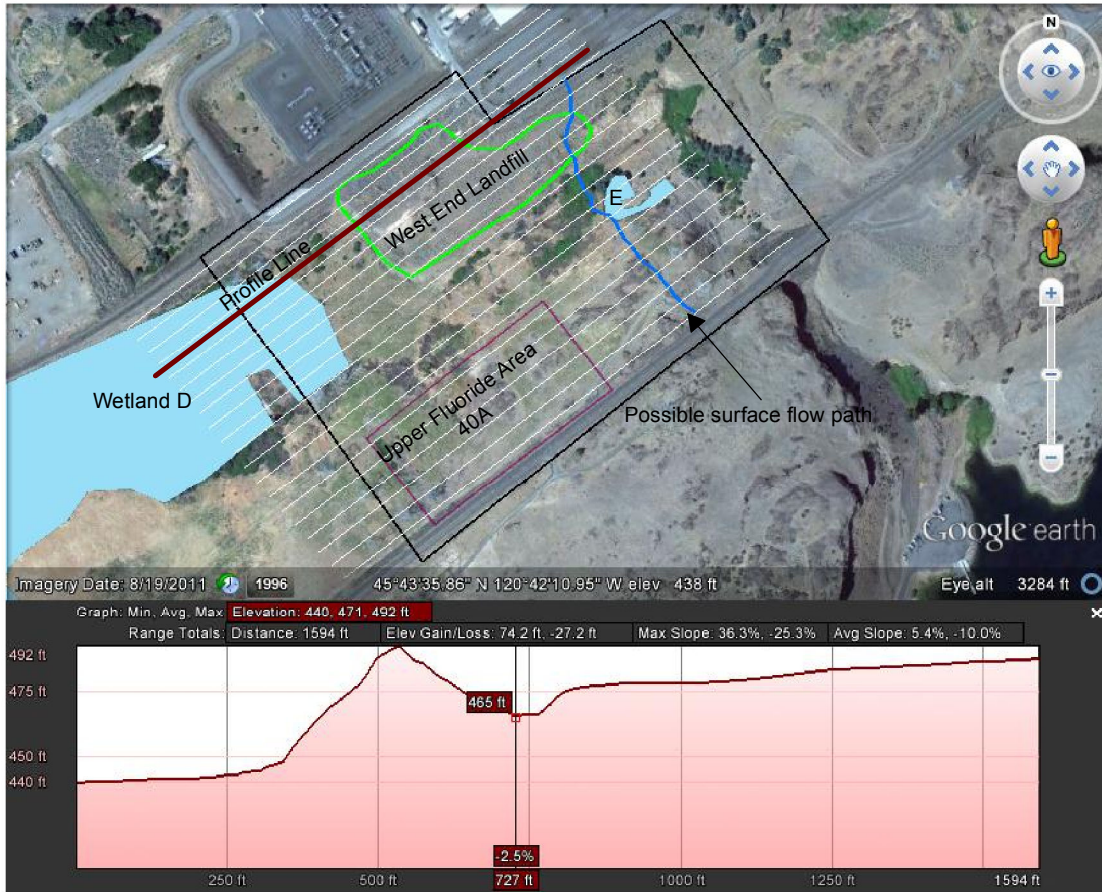 N
West End Landfill
E
Profile Line
Wetland D
Upper Fluoride Area
40A
Possible surface flow path
Google earth
Imagery Date: 8/19/2011 1996 45°43'35.86" N 120°42'10.95" W elev 438 ft Eye alt 3284 ft
Graph: Min, Avg, Max Elevation: 440, 471, 492 ft
Range Totals: Distance: 1594 ft Elev Gain/Loss: 74.2 ft, -27.2 ft Max Slope: 36.3%, -25.3% Avg Slope: 5.4%, -10.0%
492 ft
475 ft
465 ft
450 ft
440 ft
-2.5%
250 ft 500 ft 727 ft 1000 ft 1250 ft 1594 ft